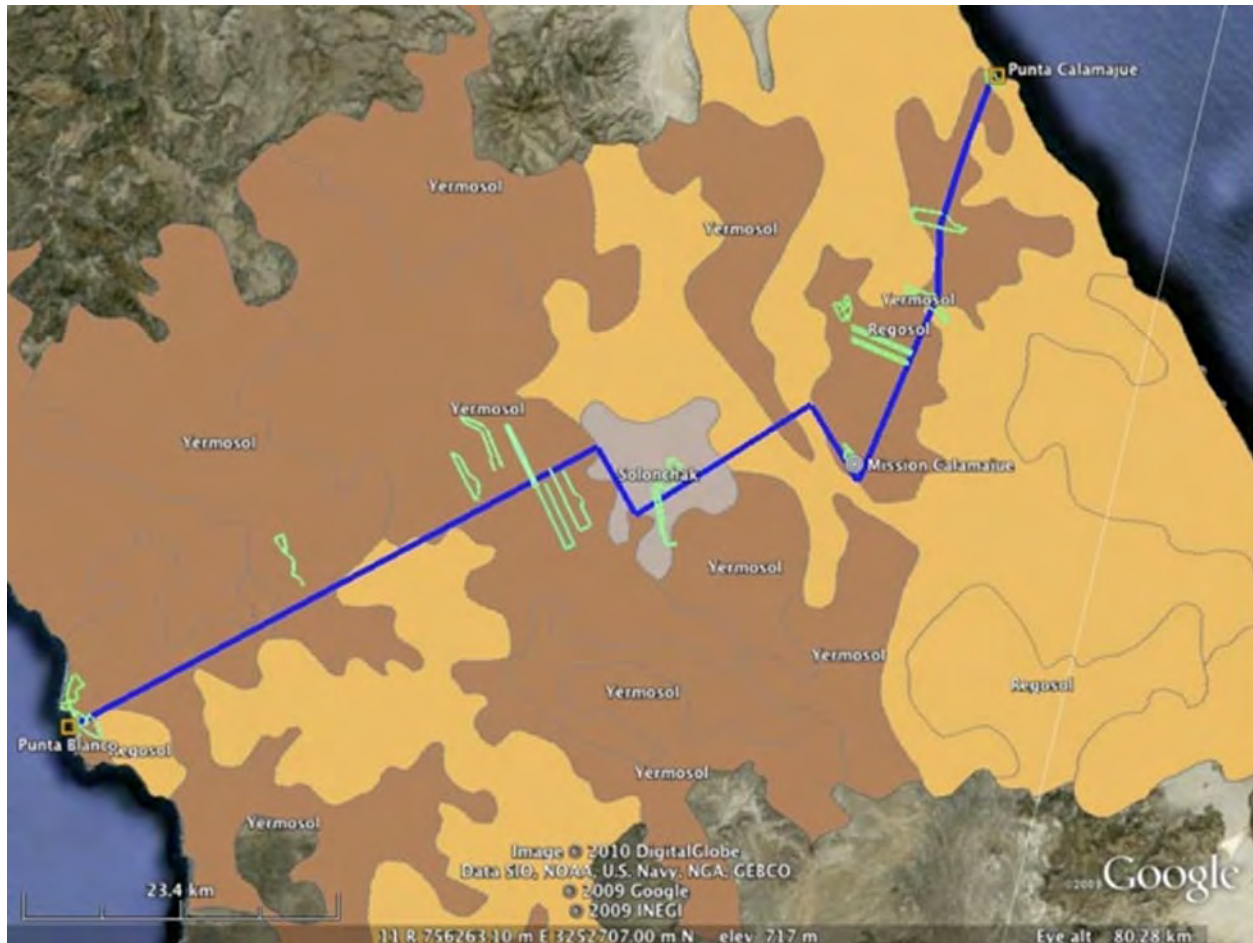 Punta Calamajue
Yermosol
Yermosol
Yermosol
Regosol
Yermosol
Yermosol
Mission Calamajue
Solonchak
Yermosol
Yermosol
Regosol
Yermosol
Punta Blanco
Regosol
Yermosol
Yermosol
Image © 2010 DigitalGlobe
Data SIO, NOAA, U.S. Navy, NGA, GEBCO
© 2009 Google
© 2009 INEGI
©2009 Google
23.4 km
11 R 756263.10 m E 3252707.00 m N elev 717 m Eye alt 80.28 km